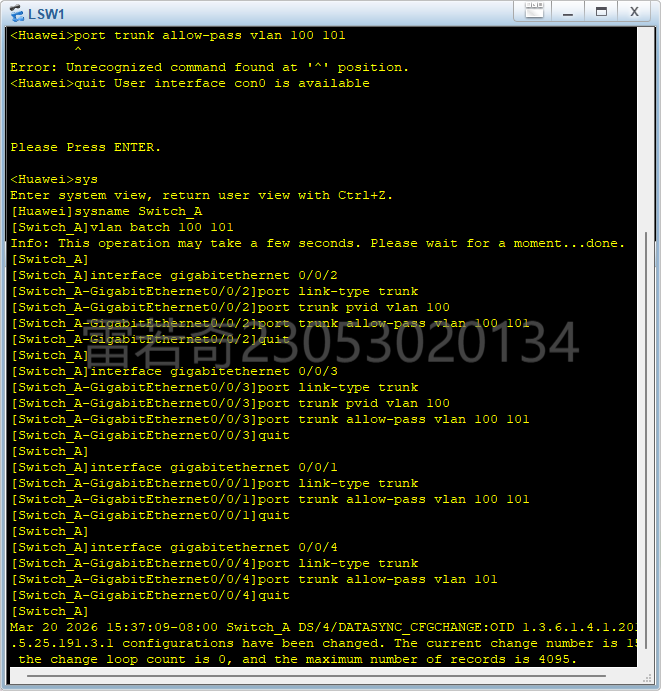 LSW1
<Huawei>port trunk allow-pass vlan 100 101
^
Error: Unrecognized command found at '^' position.
<Huawei>quit User interface con0 is available
Please Press ENTER.
<Huawei>sys
Enter system view, return user view with Ctrl+Z.
[Huawei]sysname Switch_A
[Switch_A]vlan batch 100 101
Info: This operation may take a few seconds. Please wait for a moment...done.
[Switch_A]
[Switch_A]interface gigabitethernet 0/0/2
[Switch_A-GigabitEthernet0/0/2]port link-type trunk
[Switch_A-GigabitEthernet0/0/2]port trunk pvid vlan 100
[Switch_A-GigabitEthernet0/0/2]port trunk allow-pass vlan 100 101
[Switch_A-GigabitEthernet0/0/2]quit
雷若奇23053020134
[Switch_A]
[Switch_A]interface gigabitethernet 0/0/3
[Switch_A-GigabitEthernet0/0/3]port link-type trunk
[Switch_A-GigabitEthernet0/0/3]port trunk pvid vlan 100
[Switch_A-GigabitEthernet0/0/3]port trunk allow-pass vlan 100 101
[Switch_A-GigabitEthernet0/0/3]quit
[Switch_A]
[Switch_A]interface gigabitethernet 0/0/1
[Switch_A-GigabitEthernet0/0/1]port link-type trunk
[Switch_A-GigabitEthernet0/0/1]port trunk allow-pass vlan 100 101
[Switch_A-GigabitEthernet0/0/1]quit
[Switch_A]
[Switch_A]interface gigabitethernet 0/0/4
[Switch_A-GigabitEthernet0/0/4]port link-type trunk
[Switch_A-GigabitEthernet0/0/4]port trunk allow-pass vlan 101
[Switch_A-GigabitEthernet0/0/4]quit
[Switch_A]
Mar 20 2026 15:37:09-08:00 Switch_A DS/4/DATASYNC_CFGCHANGE:OID 1.3.6.1.4.1.201
.5.25.191.3.1 configurations have been changed. The current change number is 15
the change loop count is 0, and the maximum number of records is 4095.